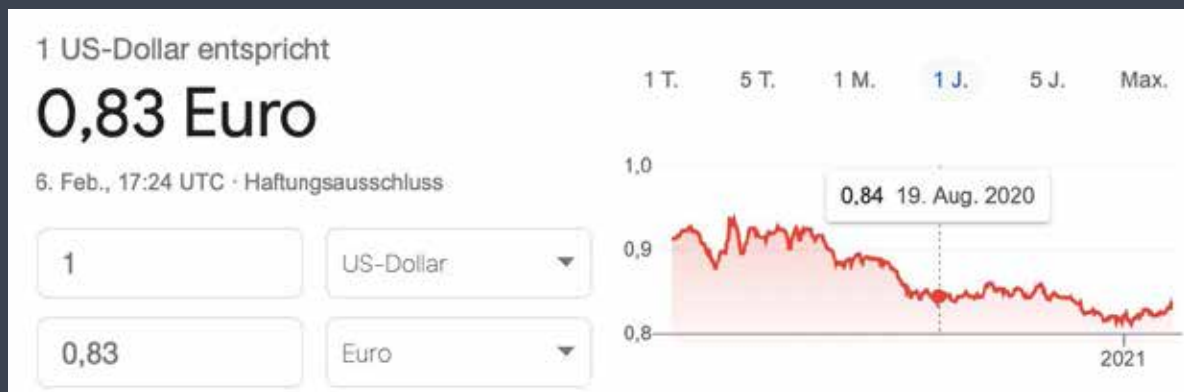 1 US-Dollar entspricht
0,83 Euro
6. Feb., 17:24 UTC · Haftungsausschluss
1
US-Dollar
0,83
Euro
1 T. 5 T. 1 M. 1 J. 5 J. Max.
1,0
0,84 19. Aug. 2020
0,9
0,8
2021